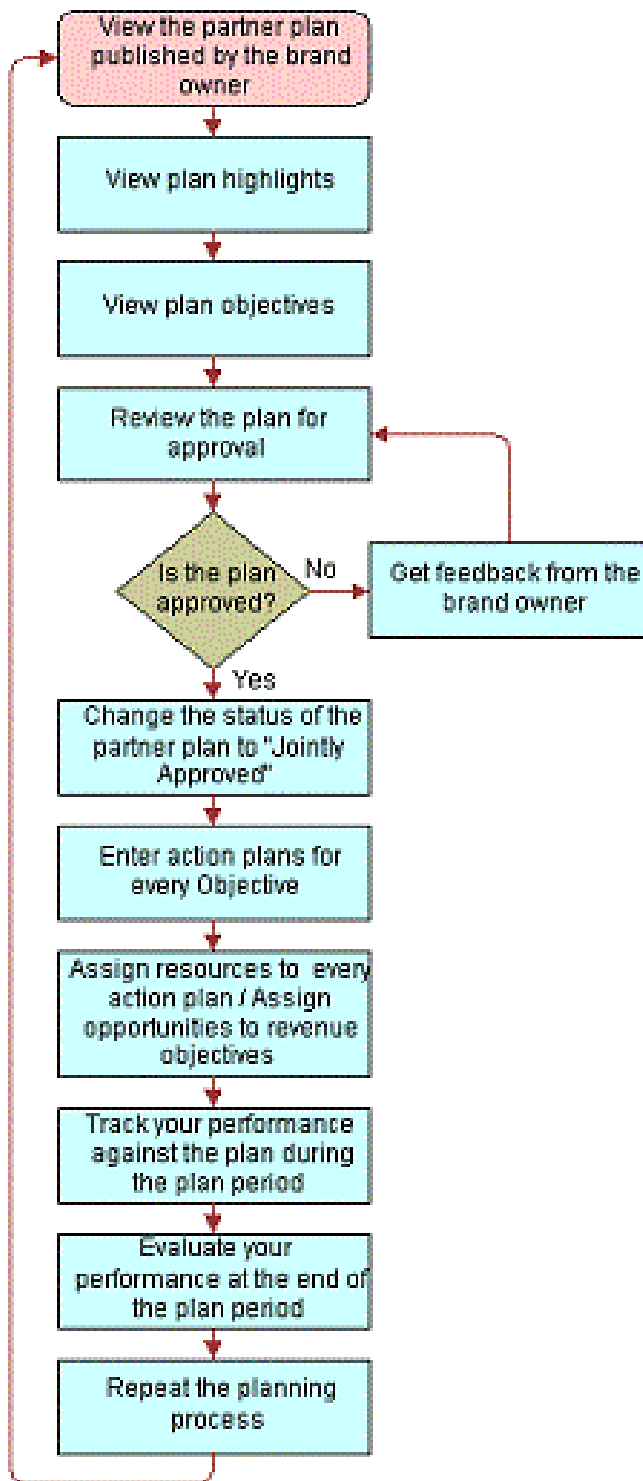 View the partner plan
published by the brand
owner
View plan highlights
View plan objectives
Review the plan for
approval
Is the plan
approved?
No
Get feedback from the
brand owner
Yes
Change the status of the
partner plan to "Jointly
Approved"
Enter action plans for
every Objective
Assign resources to every
action plan / Assign
opportunities to revenue
objectives
Track your performance
against the plan during
the plan period
Evaluate your
performance at the end of
the plan period
Repeat the planning
process